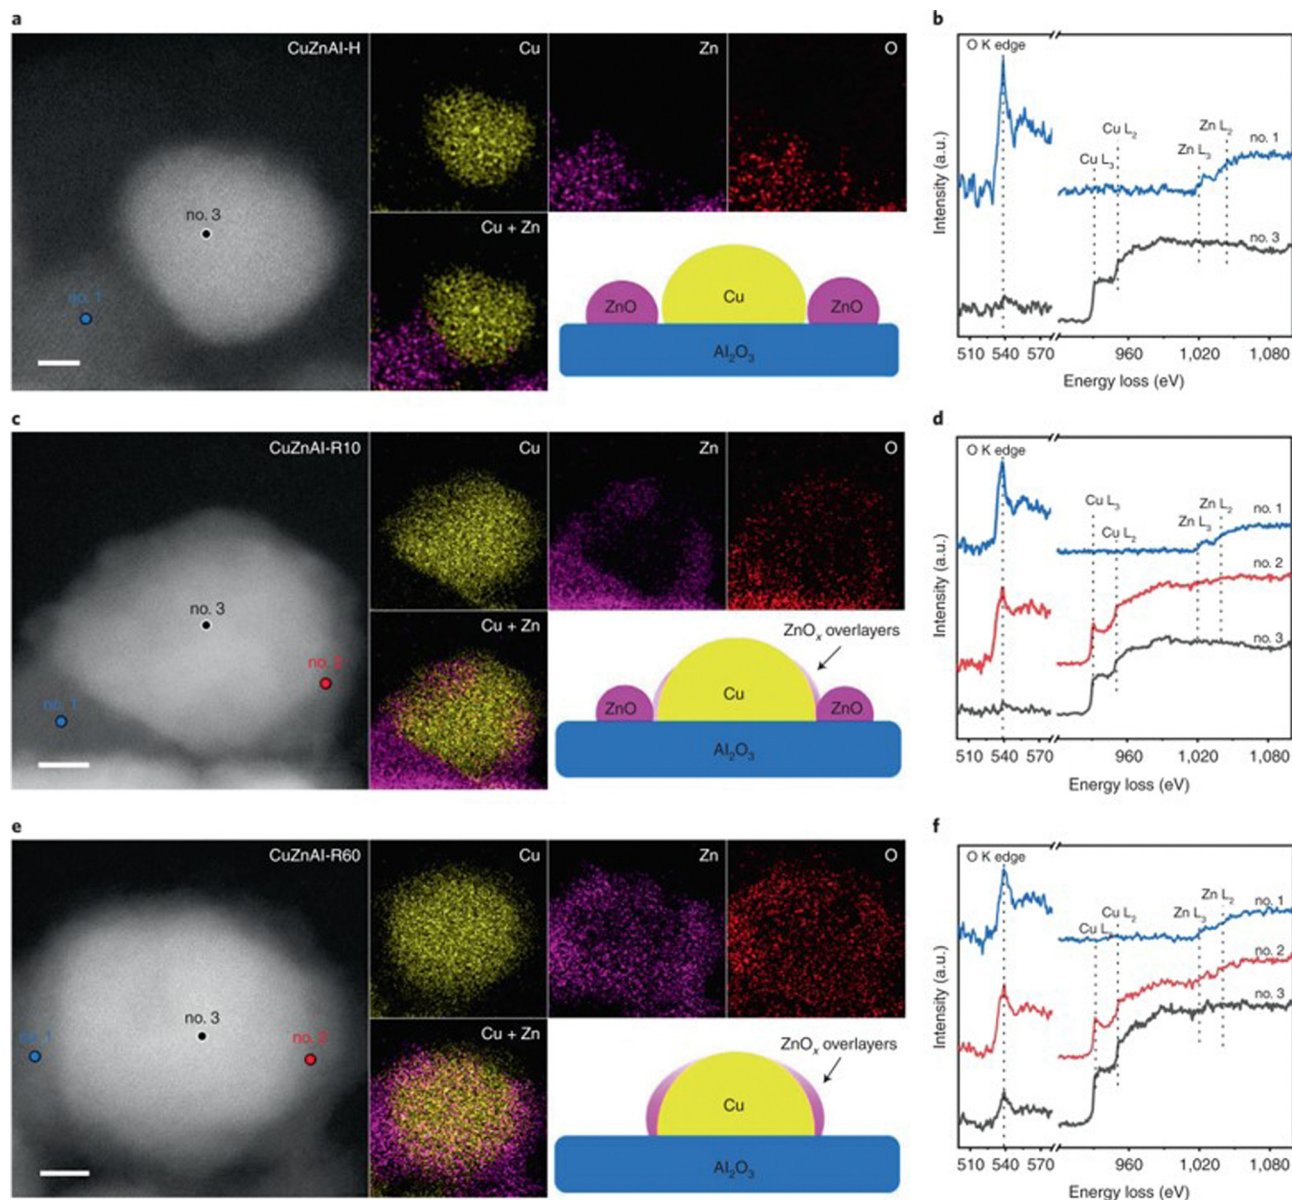 a
CuZnAl-H
Cu
Zn
O
no. 3
no. 1
Cu + Zn
Cu
ZnO
ZnO
Al₂O₃
b
O K edge
Cu L₃
Cu L₂
Zn L₃
Zn L₂
no. 1
no. 3
Intensity (a.u.)
510 540 570 960 1,020 1,080
Energy loss (eV)
c
CuZnAl-R10
Cu
Zn
O
no. 3
no. 2
no. 1
Cu + Zn
ZnOₓ overlayers
Cu
ZnO
ZnO
Al₂O₃
d
O K edge
Cu L₃
Cu L₂
Zn L₃
Zn L₂
no. 1
no. 2
no. 3
Intensity (a.u.)
510 540 570 960 1,020 1,080
Energy loss (eV)
e
CuZnAl-R60
Cu
Zn
O
no. 3
no. 1
no. 2
Cu + Zn
ZnOₓ overlayers
Cu
Al₂O₃
f
O K edge
Cu L₂
Cu L
Zn L₃
Zn L₂
no. 1
no. 2
no. 3
Intensity (a.u.)
510 540 570 960 1,020 1,080
Energy loss (eV)